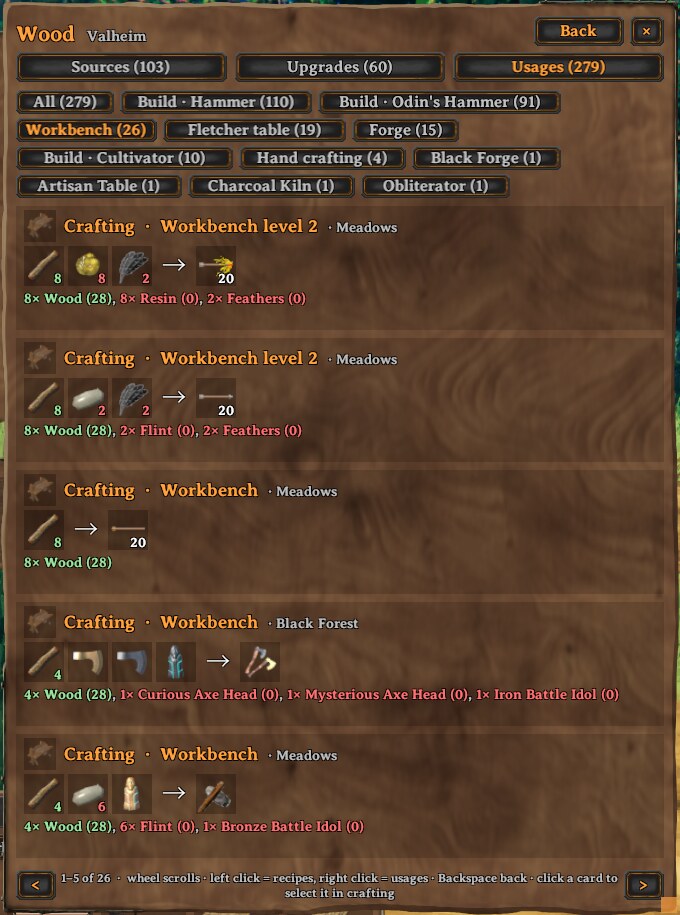 Wood Valheim Back ×
Sources (103) Upgrades (60) Usages (279)
All (279) Build · Hammer (110) Build · Odin's Hammer (91)
Workbench (26) Fletcher table (19) Forge (15)
Build · Cultivator (10) Hand crafting (4) Black Forge (1)
Artisan Table (1) Charcoal Kiln (1) Obliterator (1)
Crafting · Workbench level 2 · Meadows
8 8 2 → 20
8× Wood (28), 8× Resin (0), 2× Feathers (0)
Crafting · Workbench level 2 · Meadows
8 2 2 → 20
8× Wood (28), 2× Flint (0), 2× Feathers (0)
Crafting · Workbench · Meadows
8 → 20
8× Wood (28)
Crafting · Workbench · Black Forest
4 →
4× Wood (28), 1× Curious Axe Head (0), 1× Mysterious Axe Head (0), 1× Iron Battle Idol (0)
Crafting · Workbench · Meadows
4 6 →
4× Wood (28), 6× Flint (0), 1× Bronze Battle Idol (0)
< 1–5 of 26 · wheel scrolls · left click = recipes, right click = usages · Backspace back · click a card to >
select it in crafting